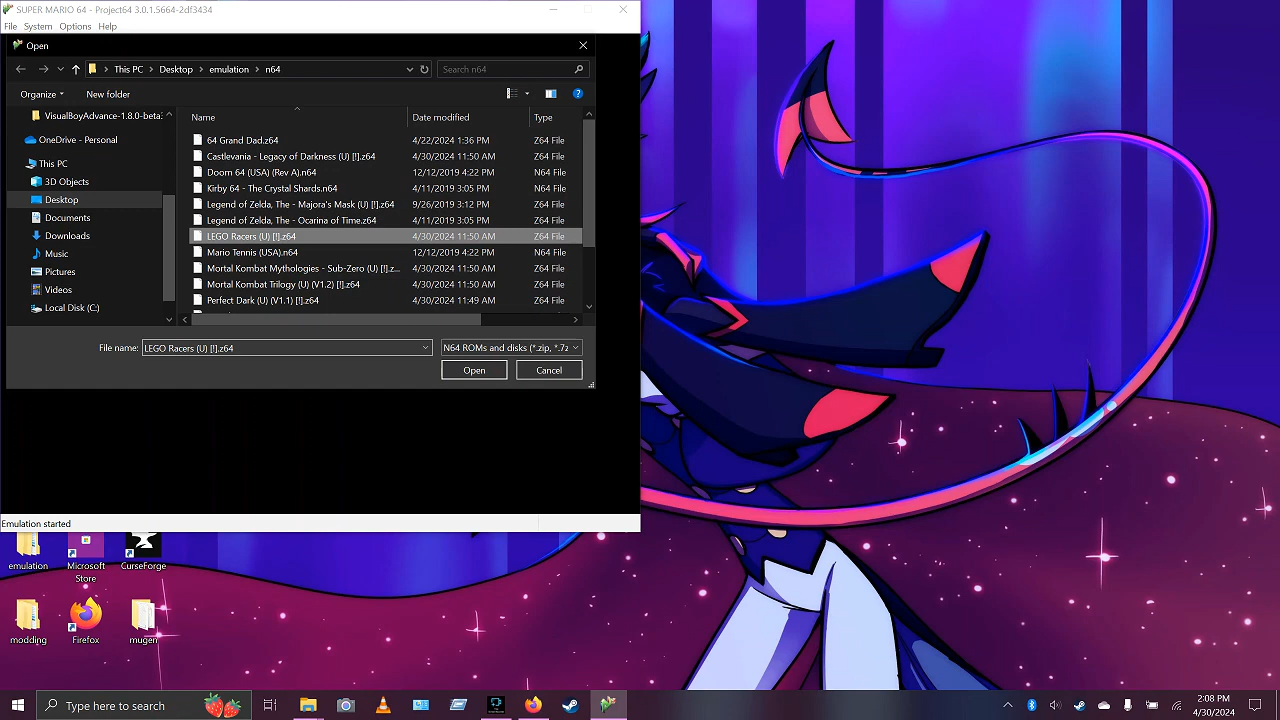 SUPER MARIO 64 - Project64 3.0.1.5664-2df3434
File System Options Help
Open
This PC > Desktop > emulation > n64
Search n64
Organize New folder
Name Date modified Type
VisualBoyAdvance-1.8.0-beta
OneDrive - Personal
This PC
3D Objects
Desktop
Documents
Downloads
Music
Pictures
Videos
Local Disk (C:)
64 Grand Dad.z64 4/22/2024 1:36 PM Z64 File
Castlevania - Legacy of Darkness (U) [!].z64 4/30/2024 11:50 AM Z64 File
Doom 64 (USA) (Rev A).n64 12/12/2019 4:22 PM N64 File
Kirby 64 - The Crystal Shards.n64 4/11/2019 3:05 PM N64 File
Legend of Zelda, The - Majora's Mask (U) [!].z64 9/26/2019 3:12 PM Z64 File
Legend of Zelda, The - Ocarina of Time.z64 4/11/2019 3:05 PM Z64 File
LEGO Racers (U) [!].z64 4/30/2024 11:50 AM Z64 File
Mario Tennis (USA).n64 12/12/2019 4:22 PM N64 File
Mortal Kombat Mythologies - Sub-Zero (U) [!].z... 4/30/2024 11:50 AM Z64 File
Mortal Kombat Trilogy (U) (V1.2) [!].z64 4/30/2024 11:50 AM Z64 File
Perfect Dark (U) (V1.1) [!].z64 4/30/2024 11:49 AM Z64 File
File name: LEGO Racers (U) [!].z64 N64 ROMs and disks (*.zip, *.7z
Open Cancel
Emulation started
emulation
Microsoft Store
CurseForge
modding
Firefox
mugen
Type here to search
2:08 PM
4/30/2024